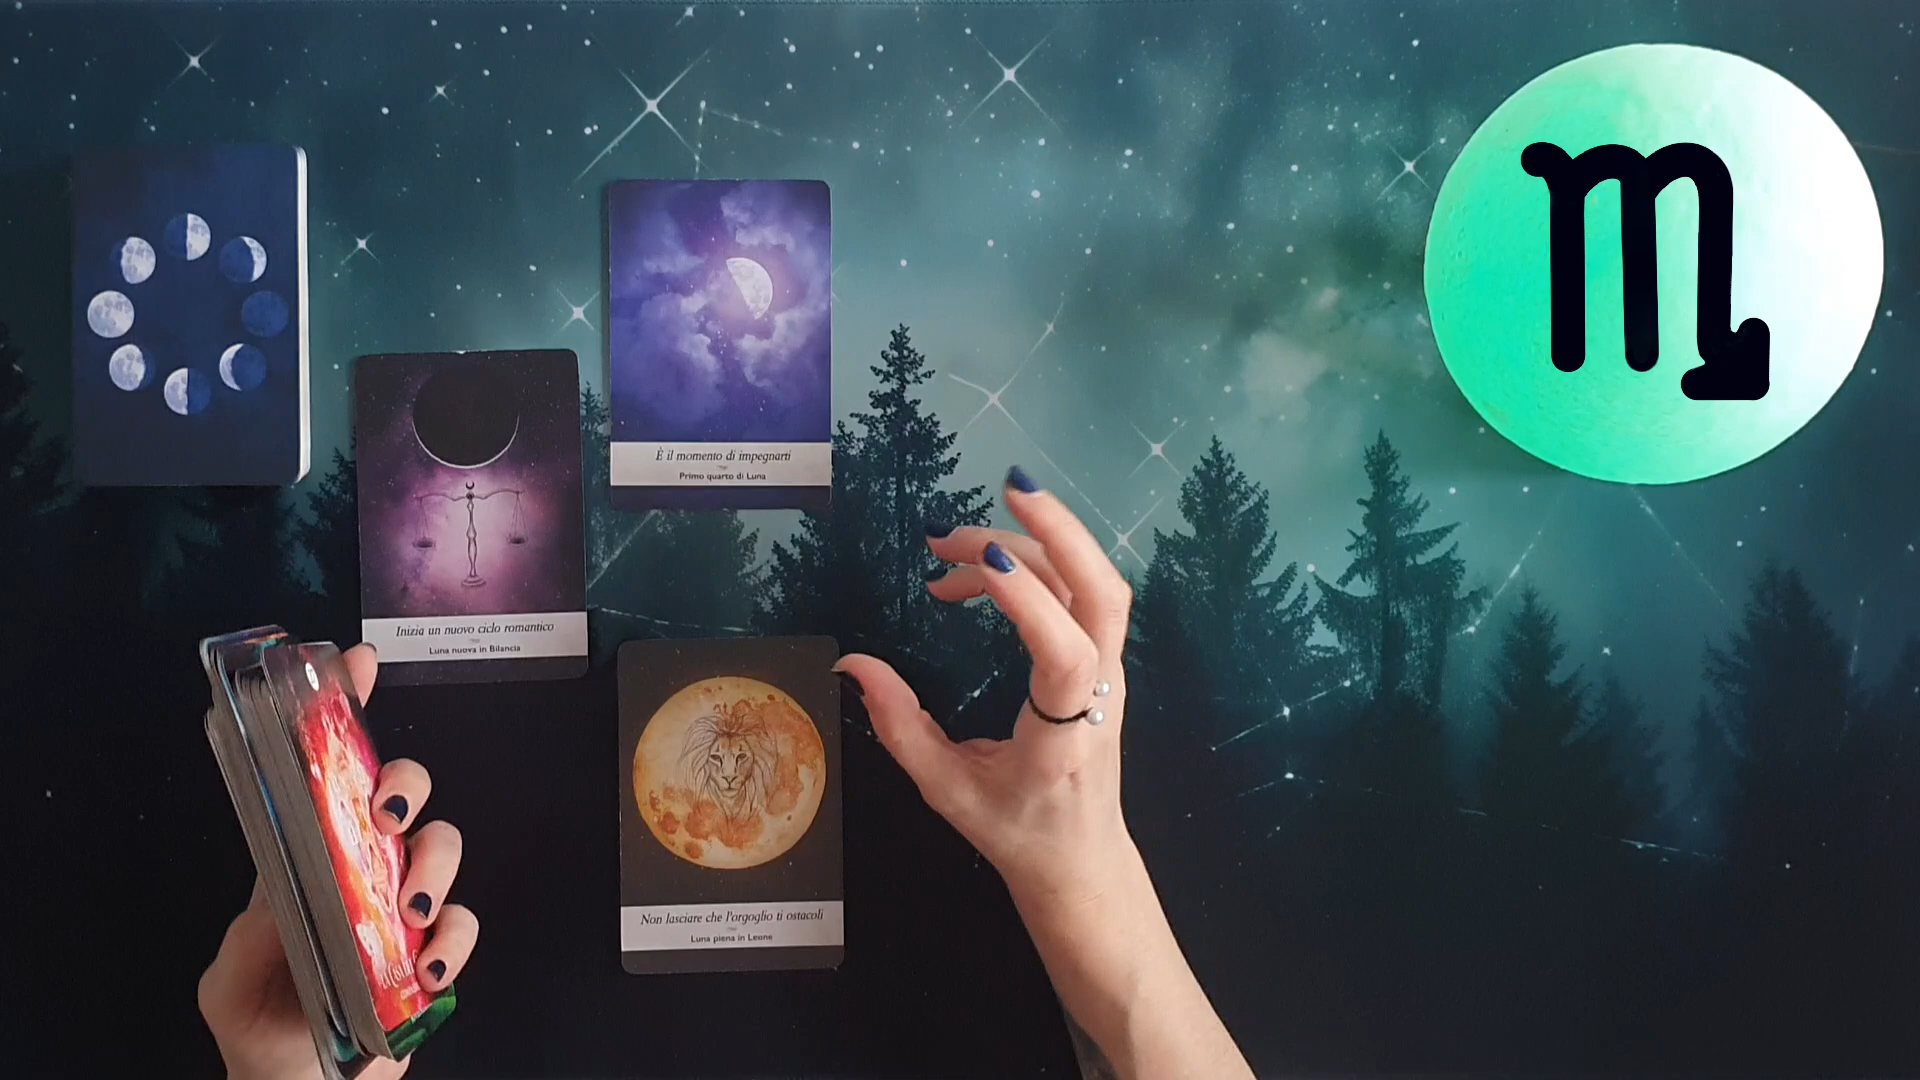 È il momento di impegnarti
Primo quarto di Luna
Inizia un nuovo ciclo romantico
Luna nuova in Bilancia
Non lasciare che l'orgoglio ti ostacoli
Luna piena in Leone